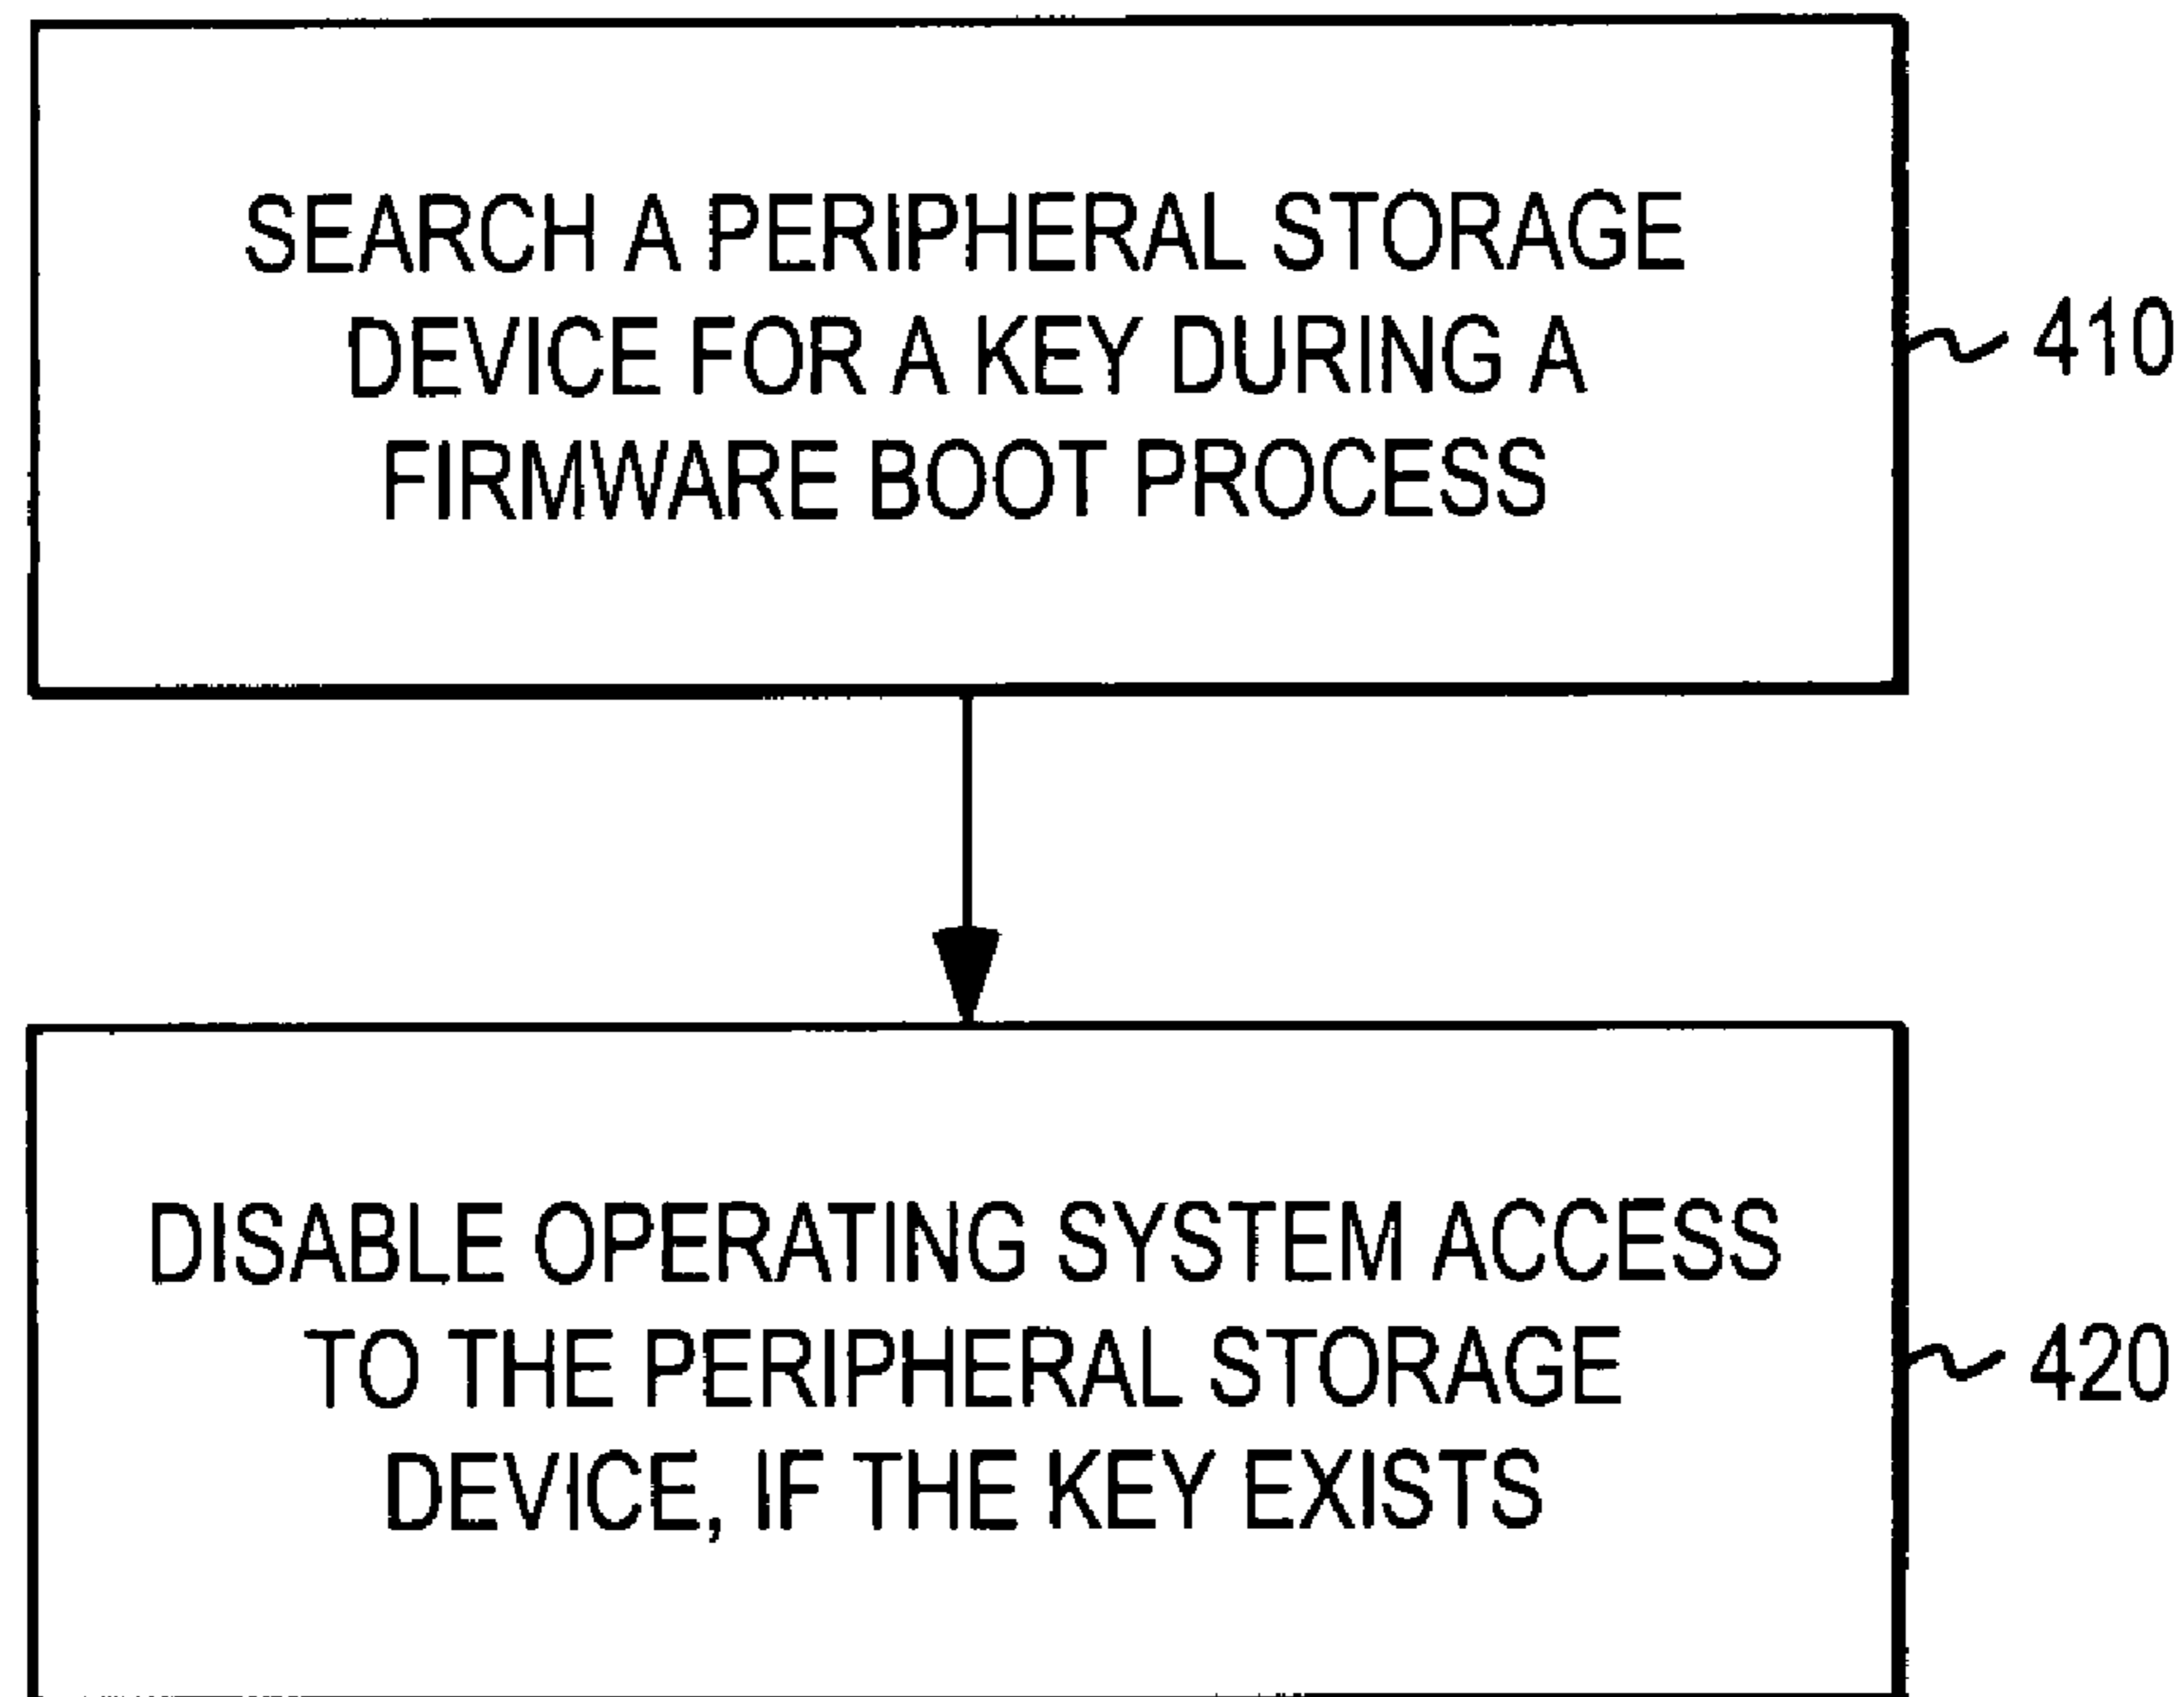 SEARCH A PERIPHERAL STORAGE
DEVICE FOR A KEY DURING A
FIRMWARE BOOT PROCESS
410
DISABLE OPERATING SYSTEM ACCESS
TO THE PERIPHERAL STORAGE
DEVICE, IF THE KEY EXISTS
420